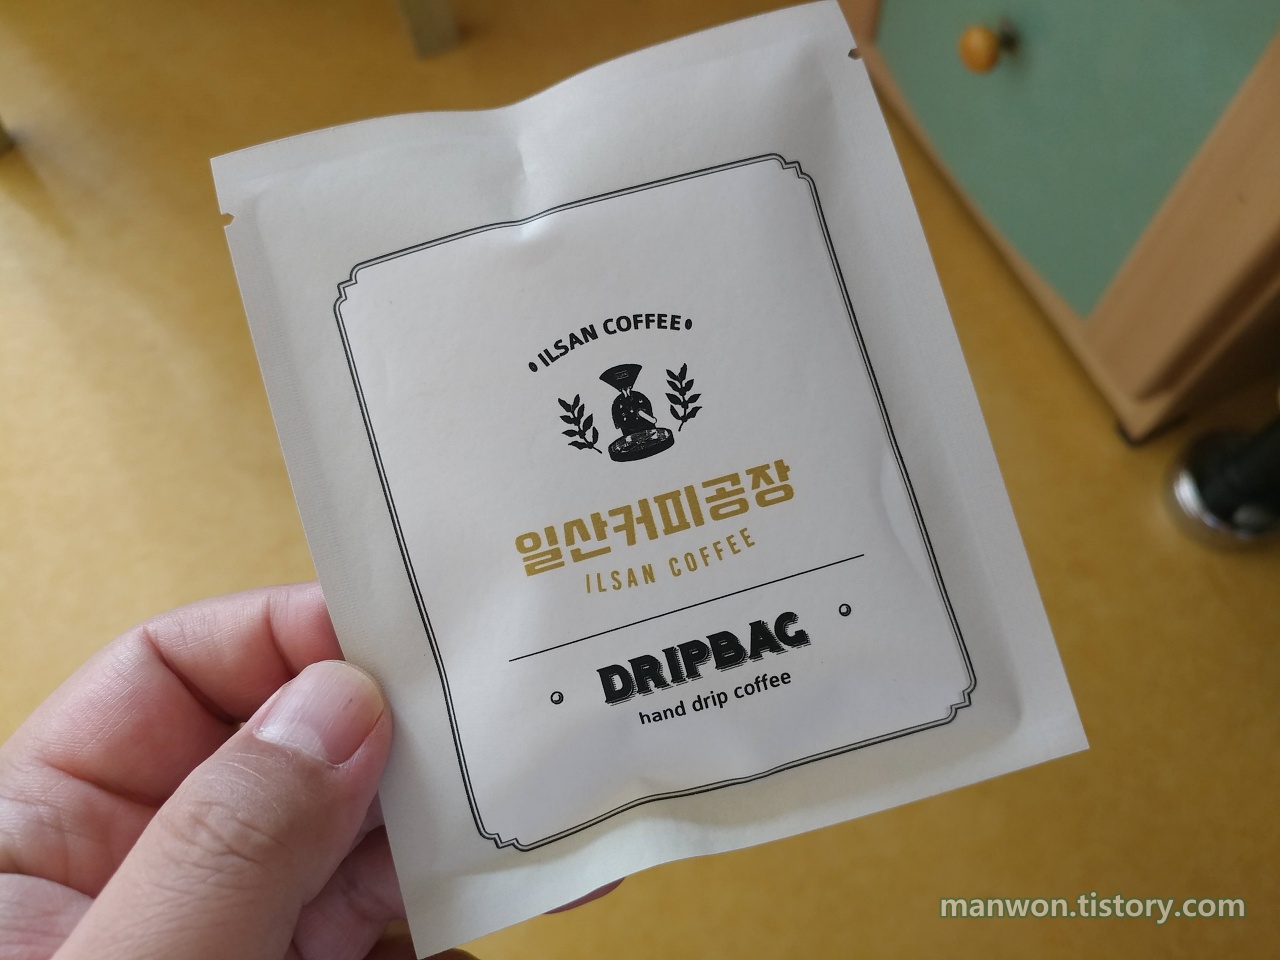 ILSAN COFFEE
일산커피공장
ILSAN COFFEE
DRIPBAG
hand drip coffee
manwon.tistory.com